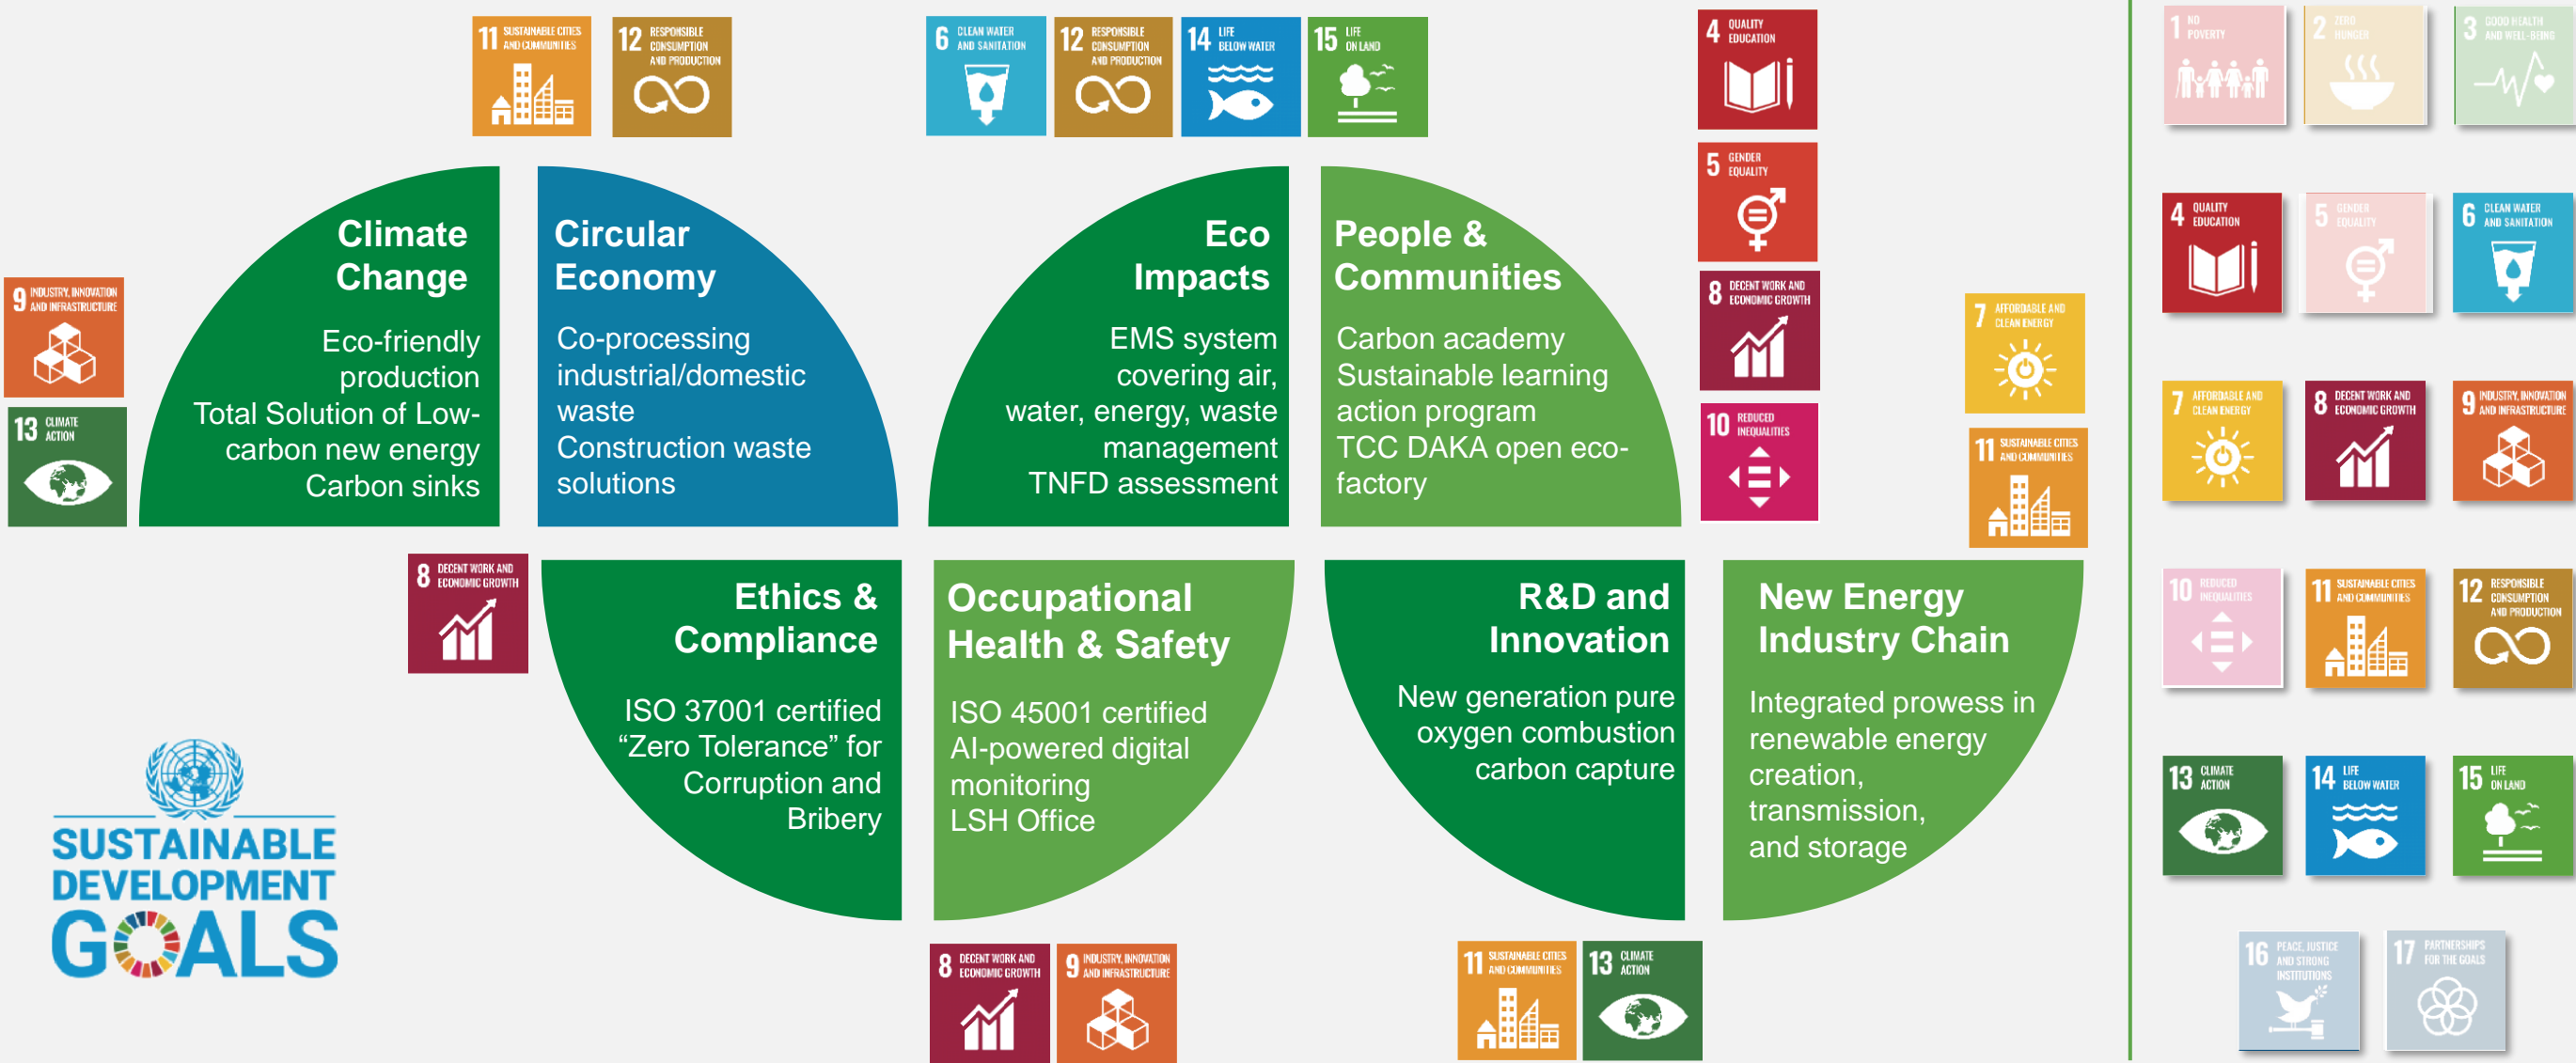 11 SUSTAINABLE CITIES
AND COMMUNITIES
12 RESPONSIBLE
CONSUMPTION
AND PRODUCTION
6 CLEAN WATER
AND SANITATION
12 RESPONSIBLE
CONSUMPTION
AND PRODUCTION
14 LIFE
BELOW WATER
15 LIFE
ON LAND
4 QUALITY
EDUCATION
5 GENDER
EQUALITY
8 DECENT WORK AND
ECONOMIC GROWTH
10 REDUCED
INEQUALITIES
9 INDUSTRY, INNOVATION
AND INFRASTRUCTURE
13 CLIMATE
ACTION
Climate
Change
Eco-friendly
production
Total Solution of Low-
carbon new energy
Carbon sinks
Circular
Economy
Co-processing
industrial/domestic
waste
Construction waste
solutions
Eco
Impacts
EMS system
covering air,
water, energy, waste
management
TNFD assessment
People &
Communities
Carbon academy
Sustainable learning
action program
TCC DAKA open eco-
factory
7 AFFORDABLE AND
CLEAN ENERGY
11 SUSTAINABLE CITIES
AND COMMUNITIES
8 DECENT WORK AND
ECONOMIC GROWTH
Ethics &
Compliance
ISO 37001 certified
“Zero Tolerance” for
Corruption and
Bribery
Occupational
Health & Safety
ISO 45001 certified
AI-powered digital
monitoring
LSH Office
R&D and
Innovation
New generation pure
oxygen combustion
carbon capture
New Energy
Industry Chain
Integrated prowess in
renewable energy
creation,
transmission,
and storage
8 DECENT WORK AND
ECONOMIC GROWTH
9 INDUSTRY, INNOVATION
AND INFRASTRUCTURE
11 SUSTAINABLE CITIES
AND COMMUNITIES
13 CLIMATE
ACTION
SUSTAINABLE
DEVELOPMENT
GOALS
1 NO
POVERTY
2 ZERO
HUNGER
3 GOOD HEALTH
AND WELL-BEING
4 QUALITY
EDUCATION
5 GENDER
EQUALITY
6 CLEAN WATER
AND SANITATION
7 AFFORDABLE AND
CLEAN ENERGY
8 DECENT WORK AND
ECONOMIC GROWTH
9 INDUSTRY, INNOVATION
AND INFRASTRUCTURE
10 REDUCED
INEQUALITIES
11 SUSTAINABLE CITIES
AND COMMUNITIES
12 RESPONSIBLE
CONSUMPTION
AND PRODUCTION
13 CLIMATE
ACTION
14 LIFE
BELOW WATER
15 LIFE
ON LAND
16 PEACE, JUSTICE
AND STRONG
INSTITUTIONS
17 PARTNERSHIPS
FOR THE GOALS